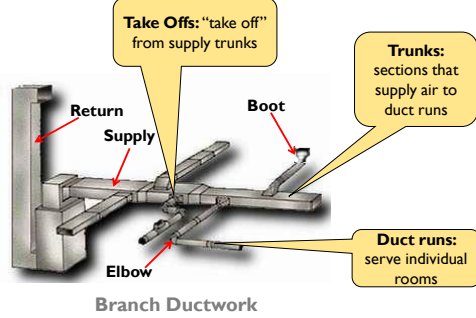 Take Offs: “take off”
from supply trunks
Trunks:
sections that
supply air to
duct runs
Return
Boot
Supply
Elbow
Duct runs:
serve individual
rooms
Branch Ductwork